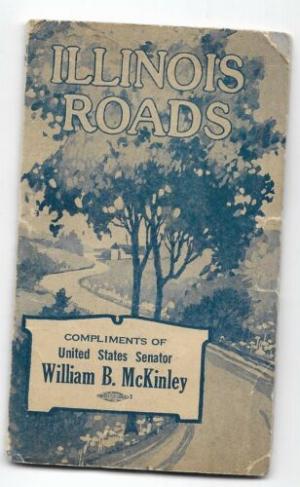 ILLINOIS
ROADS
COMPLIMENTS OF
United States Senator
William B. McKinley